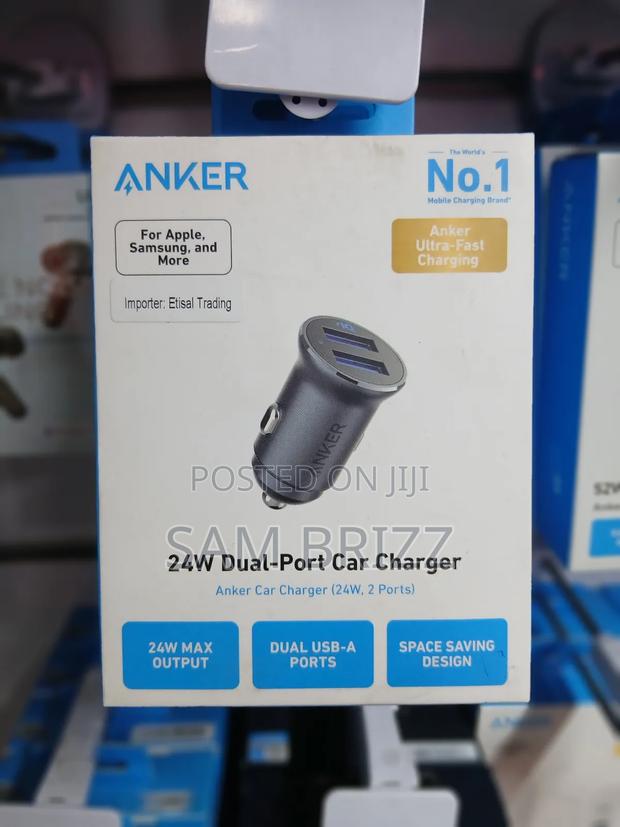 ANKER
The World's
No.1
Mobile Charging Brand*
For Apple,
Samsung, and
More
Anker
Ultra-Fast
Charging
Importer: Etisal Trading
ANKER
POSTED ON JIJI
SAM BRIZZ
24W Dual-Port Car Charger
Anker Car Charger (24W, 2 Ports)
24W MAX
OUTPUT
DUAL USB-A
PORTS
SPACE SAVING
DESIGN
52W
ANKER